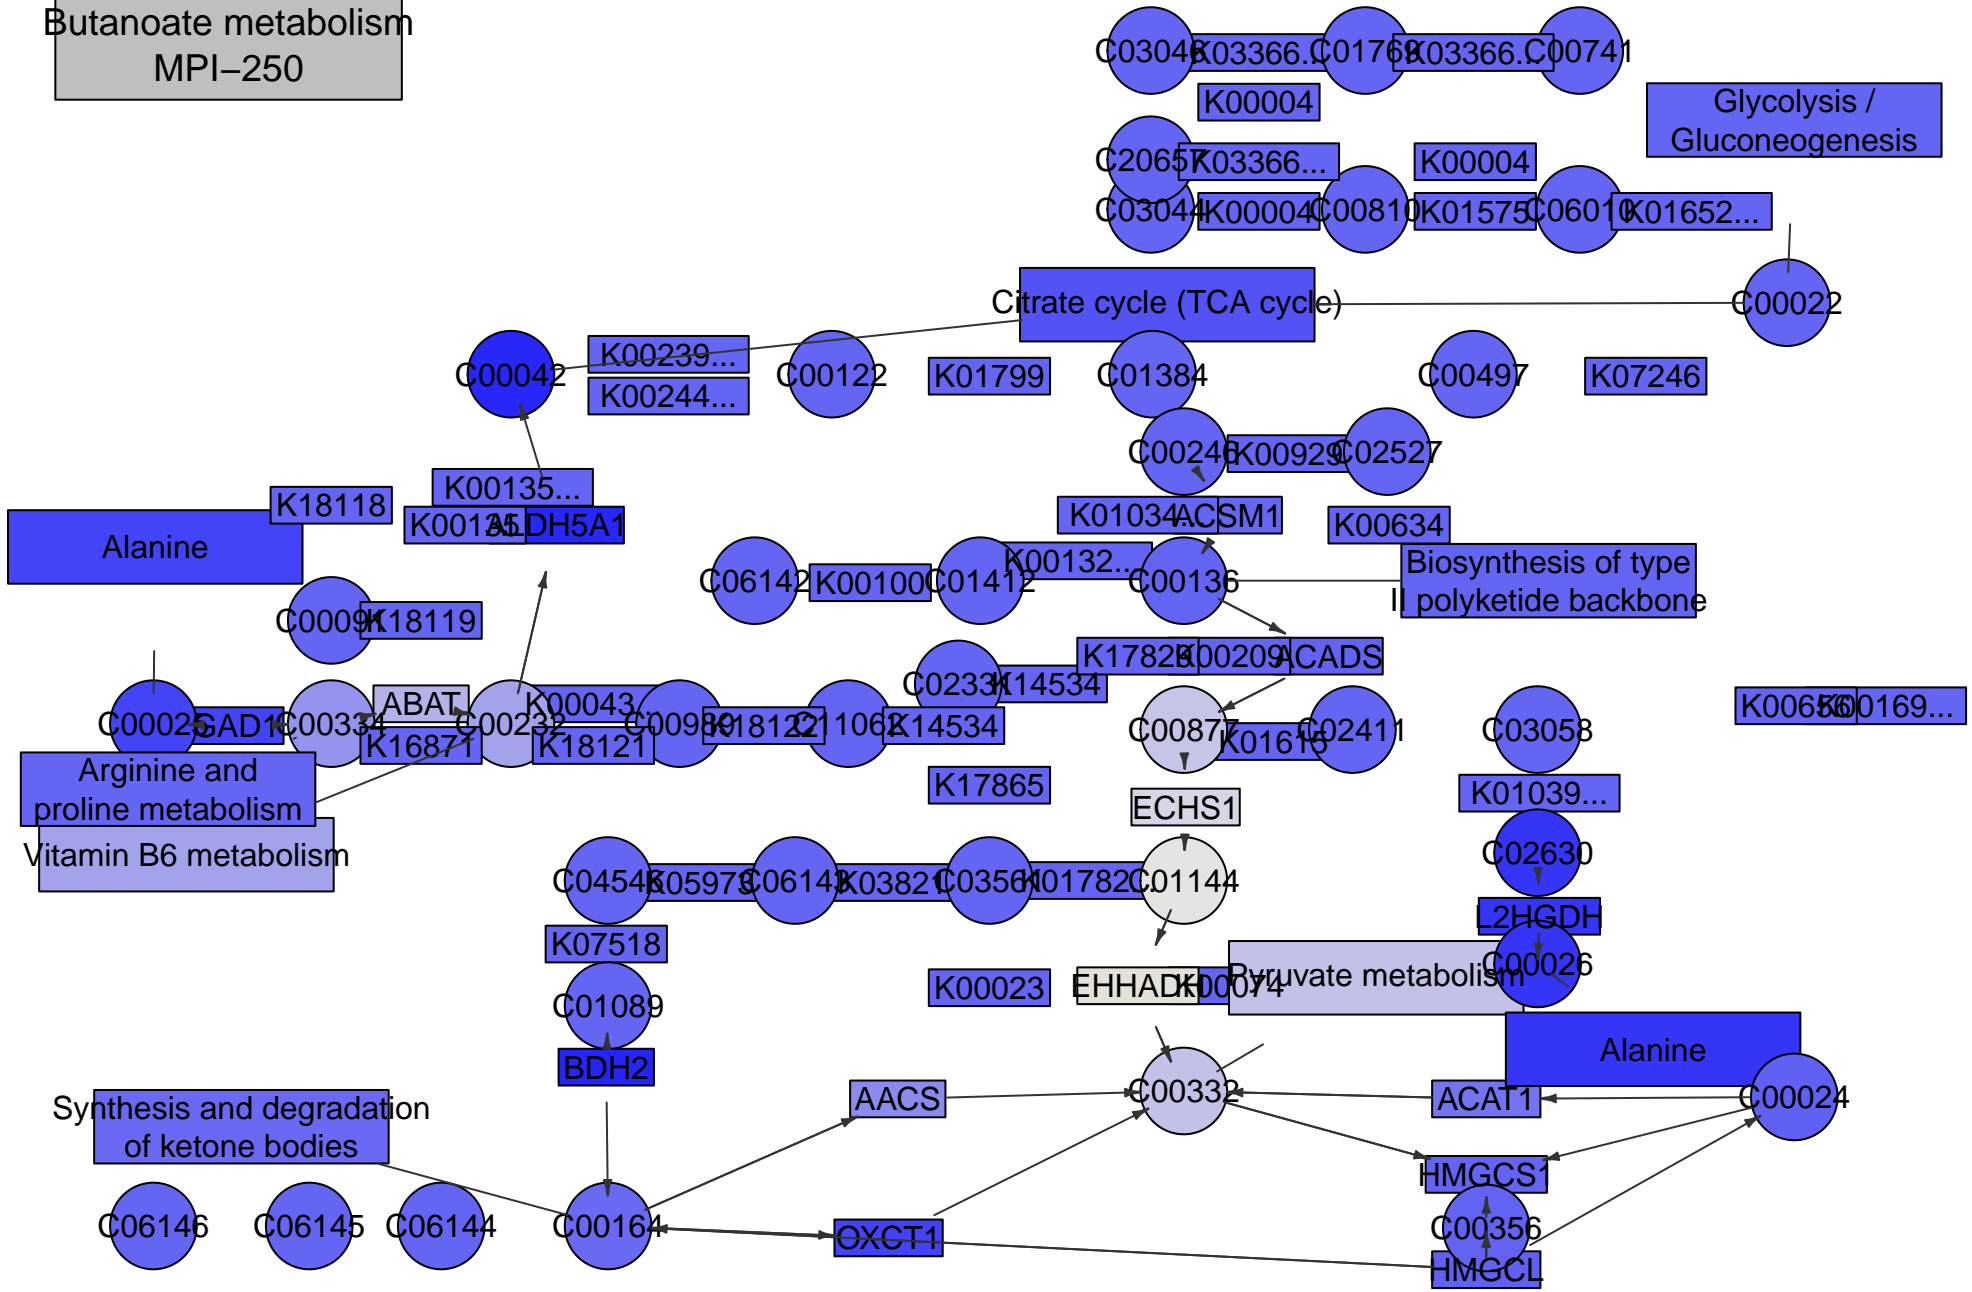 Butanoate metabolism
MPI−250
C03046
K03366...
C01769
K03366...
C00741
K00004
Glycolysis /
Gluconeogenesis
C20657
K03366...
K00004
C03044
K00004
C00810
K01575
C06010
K01652...
Citrate cycle (TCA cycle)
C00022
C00042
K00239...
K00244...
C00122
K01799
C01384
C00497
K07246
C00246
K00929
C02527
K18118
K00135...
K00135
ALDH5A1
K01034...
ACSM1
K00634
Alanine
C06142
K00100
C01412
K00132...
C00136
Biosynthesis of type
II polyketide backbone
C00091
K18119
K17829
K00209
ACADS
C02331
K14534
C00025
GAD1
C00334
ABAT
K16871
C00232
K00043...
K18121
C00989
K18122
C11062
K14534
C00877
K01615
C02411
C03058
K00656
K00169...
Arginine and
proline metabolism
K17865
ECHS1
K01039...
Vitamin B6 metabolism
C02630
C04546
K05973
C06143
K03821
C03561
K01782...
C01144
L2HGDH
K07518
C00026
K00023
EHHADH
K00074
Pyruvate metabolism
C01089
Alanine
BDH2
Synthesis and degradation
of ketone bodies
AACS
C00332
ACAT1
C00024
HMGCS1
C06146
C06145
C06144
C00164
OXCT1
C00356
HMGCL